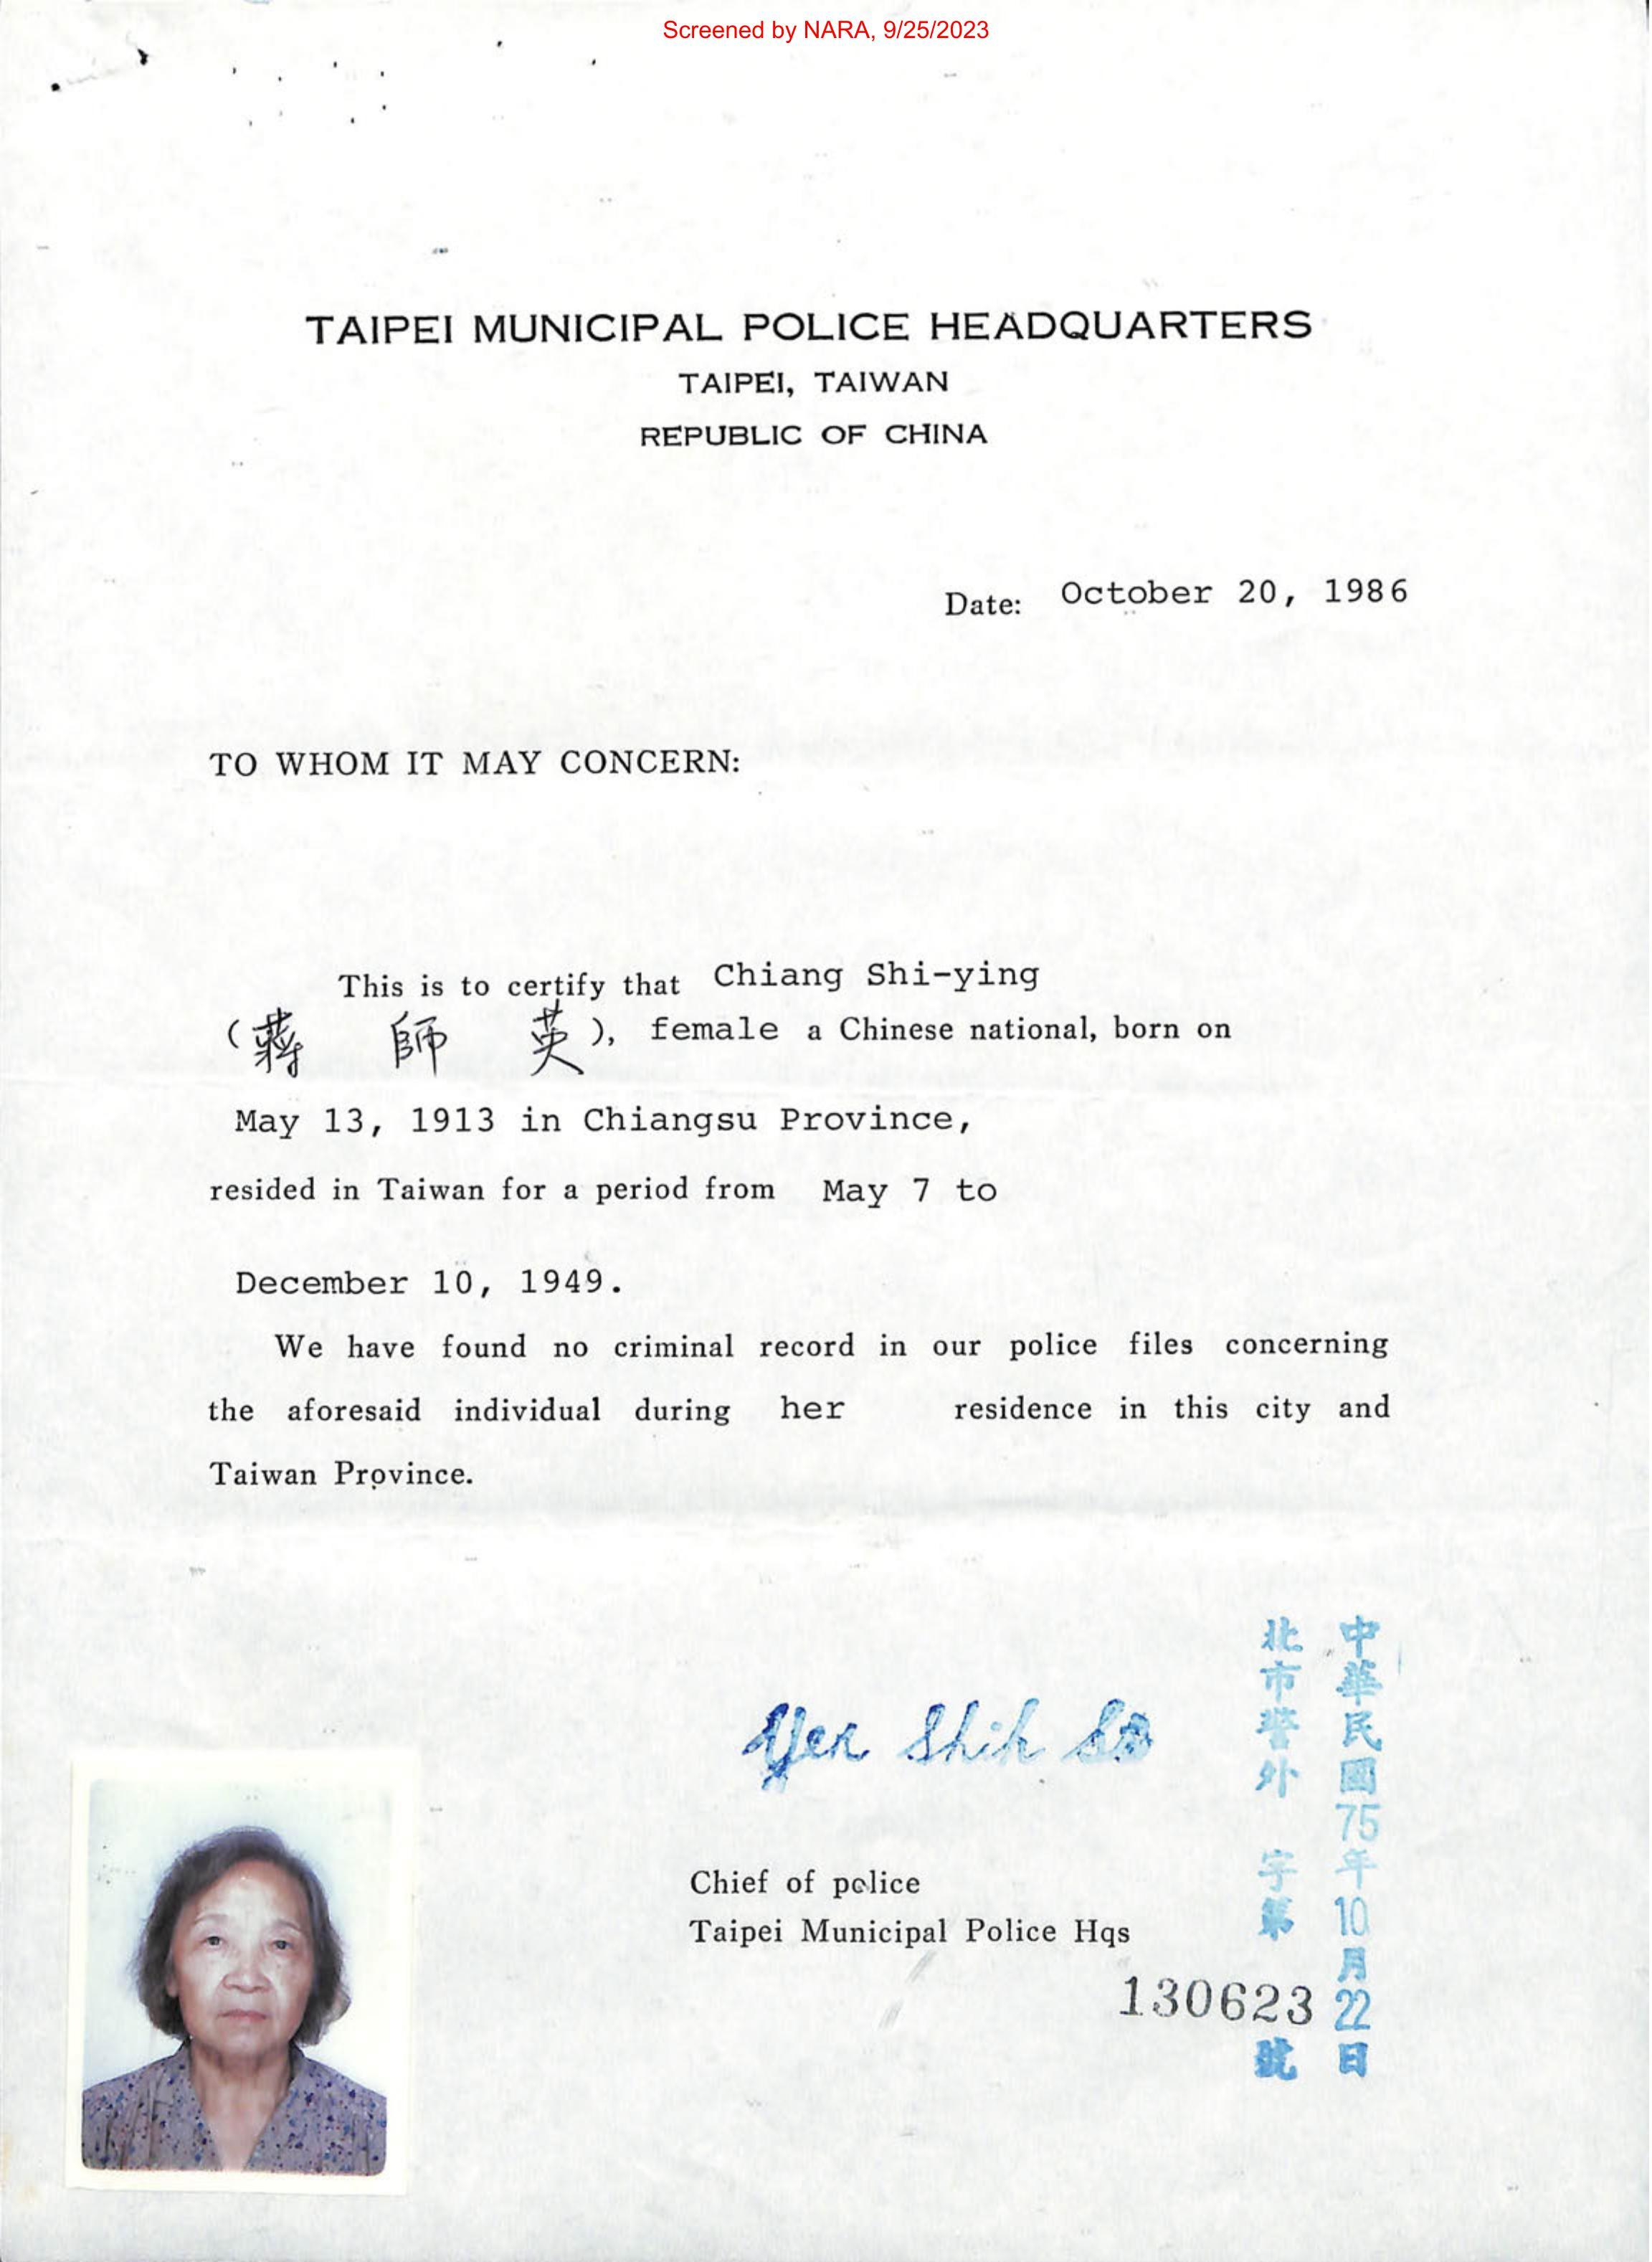 Screened by NARA, 9/25/2023
TAIPEI MUNICIPAL POLICE HEADQUARTERS
TAIPEI, TAIWAN
REPUBLIC OF CHINA
Date: October 20, 1986
TO WHOM IT MAY CONCERN:
This is to certify that Chiang Shi-ying
(蔣 師 英), female a Chinese national, born on
May 13, 1913 in Chiangsu Province,
resided in Taiwan for a period from May 7 to
December 10, 1949.
We have found no criminal record in our police files concerning
the aforesaid individual during her residence in this city and
Taiwan Province.
Yen Shih
Chief of police
Taipei Municipal Police Hqs
中華民國75年10月22日
北市警外 字第 130623 號